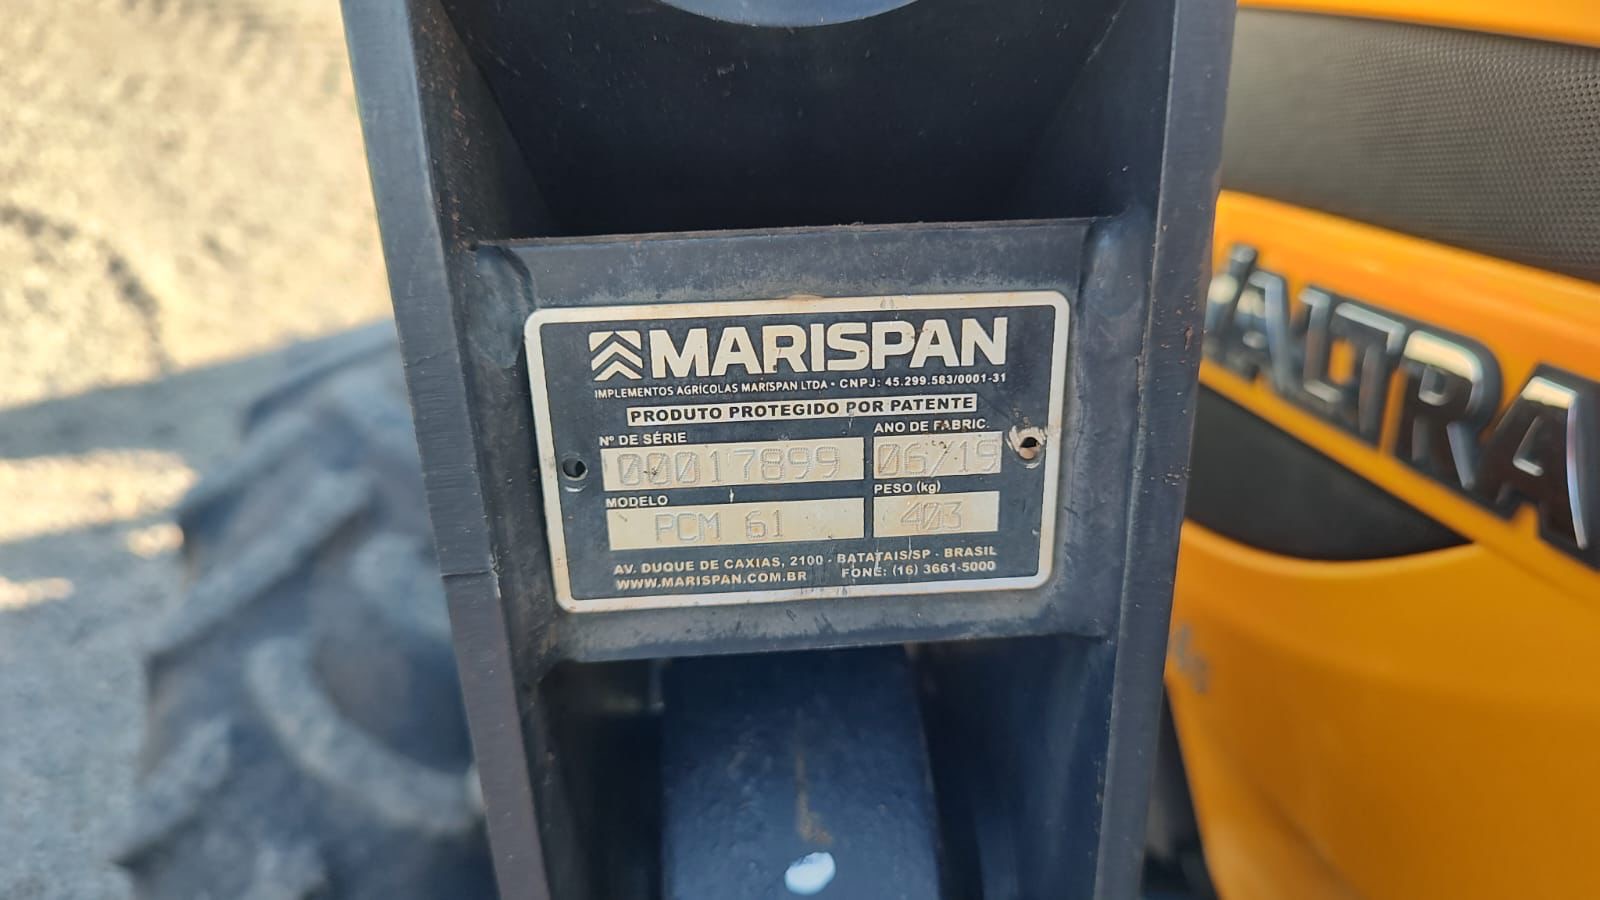 MARISPAN
IMPLEMENTOS AGRÍCOLAS MARISPAN LTDA • CNPJ: 45.299.583/0001-31
PRODUTO PROTEGIDO POR PATENTE
Nº DE SÉRIE ANO DE FABRIC.
00017899 06/19
MODELO PESO (kg)
PCM 61 403
AV. DUQUE DE CAXIAS, 2100 - BATATAIS/SP - BRASIL
WWW.MARISPAN.COM.BR FONE: (16) 3661-5000
VALTRA